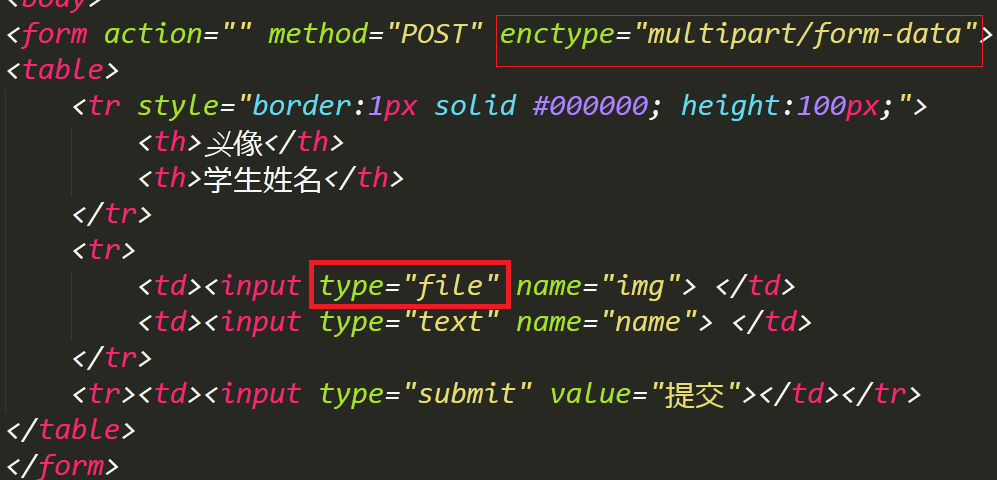 <body>
<form action="" method="POST" enctype="multipart/form-data">
<table>
<tr style="border:1px solid #000000; height:100px;">
<th>头像</th>
<th>学生姓名</th>
</tr>
<tr>
<td><input type="file" name="img"> </td>
<td><input type="text" name="name"> </td>
</tr>
<tr><td><input type="submit" value="提交"></td></tr>
</table>
</form>